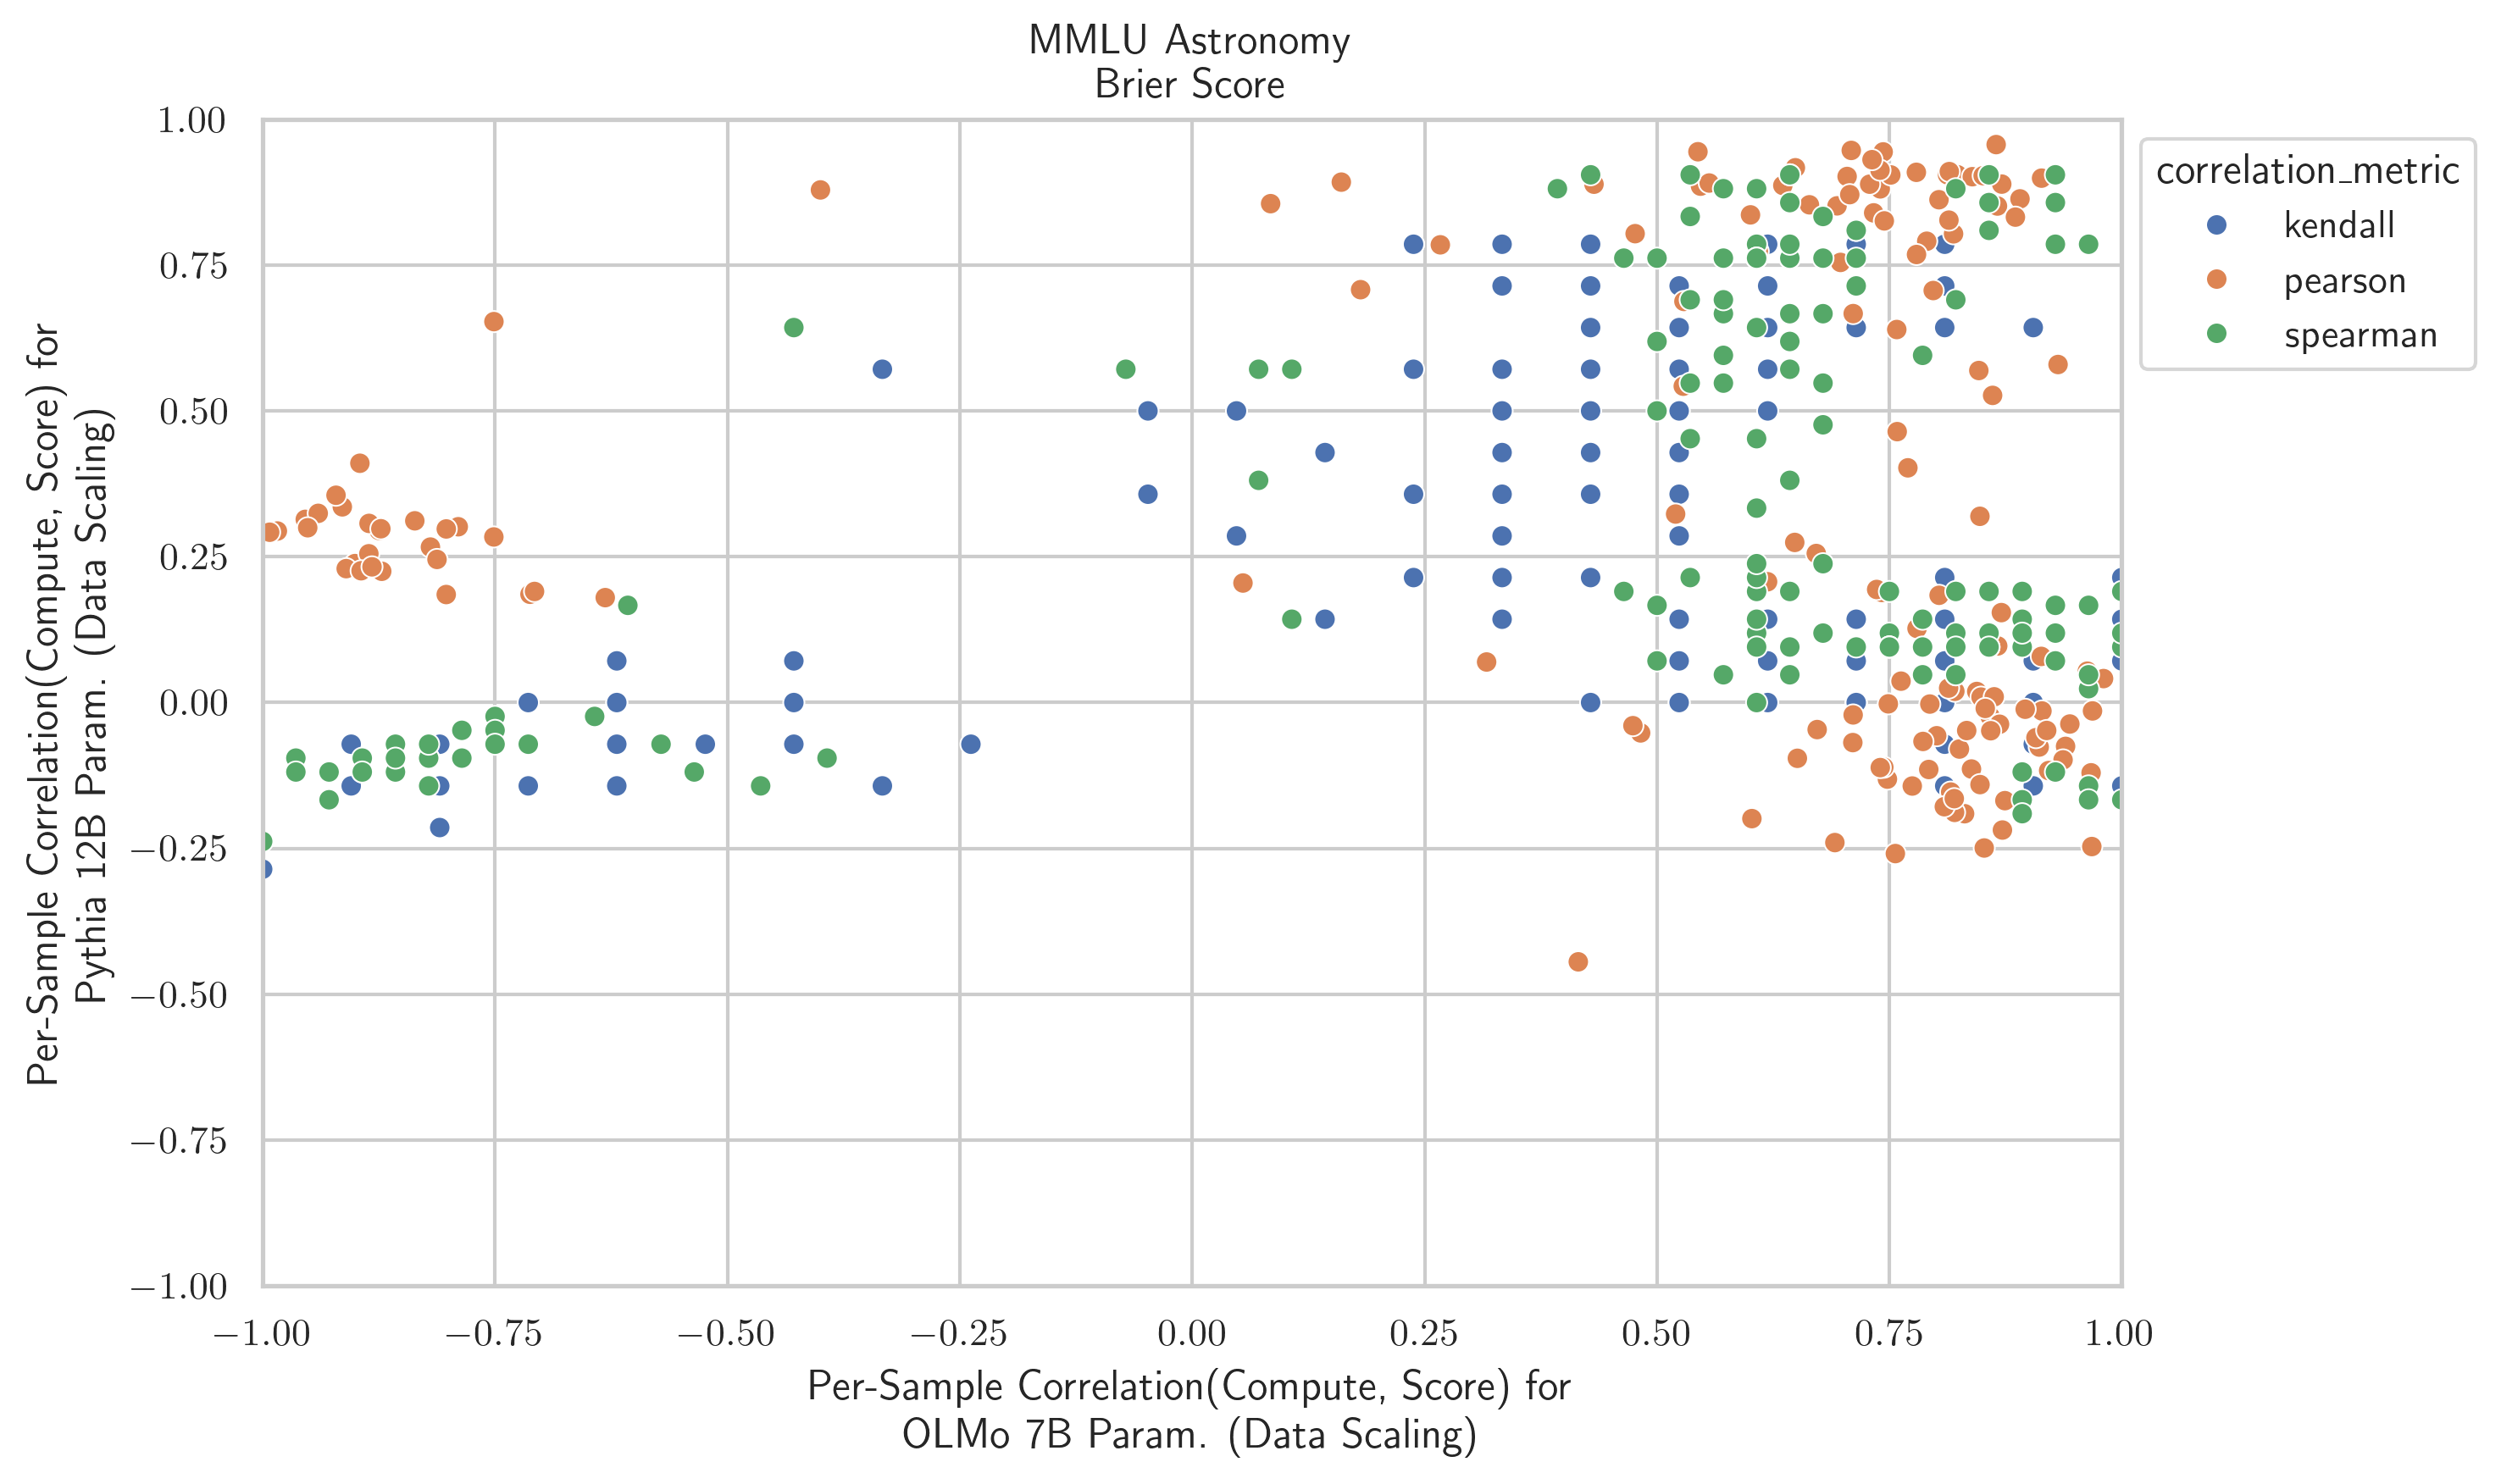 MMLU Astronomy
Brier Score
Per-Sample Correlation(Compute, Score) for
Pythia 12B Param. (Data Scaling)
1.00
0.75
0.50
0.25
0.00
−0.25
−0.50
−0.75
−1.00
−1.00 −0.75 −0.50 −0.25 0.00 0.25 0.50 0.75 1.00
Per-Sample Correlation(Compute, Score) for
OLMo 7B Param. (Data Scaling)
correlation_metric
kendall
pearson
spearman